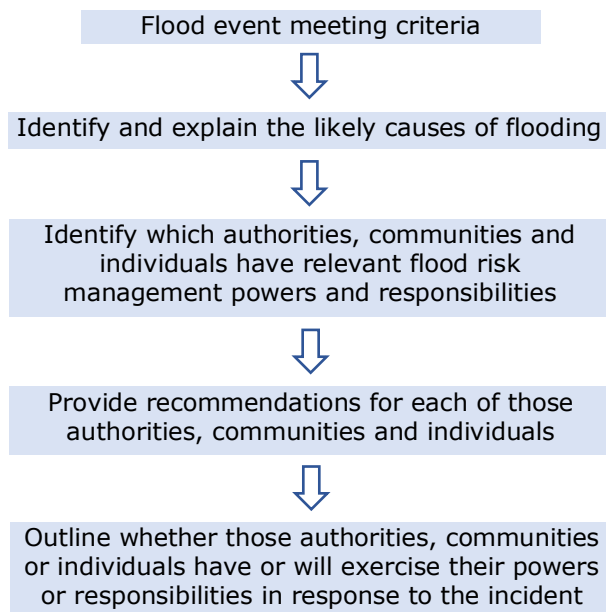 Flood event meeting criteria
Identify and explain the likely causes of flooding
Identify which authorities, communities and
individuals have relevant flood risk
management powers and responsibilities
Provide recommendations for each of those
authorities, communities and individuals
Outline whether those authorities, communities
or individuals have or will exercise their powers
or responsibilities in response to the incident